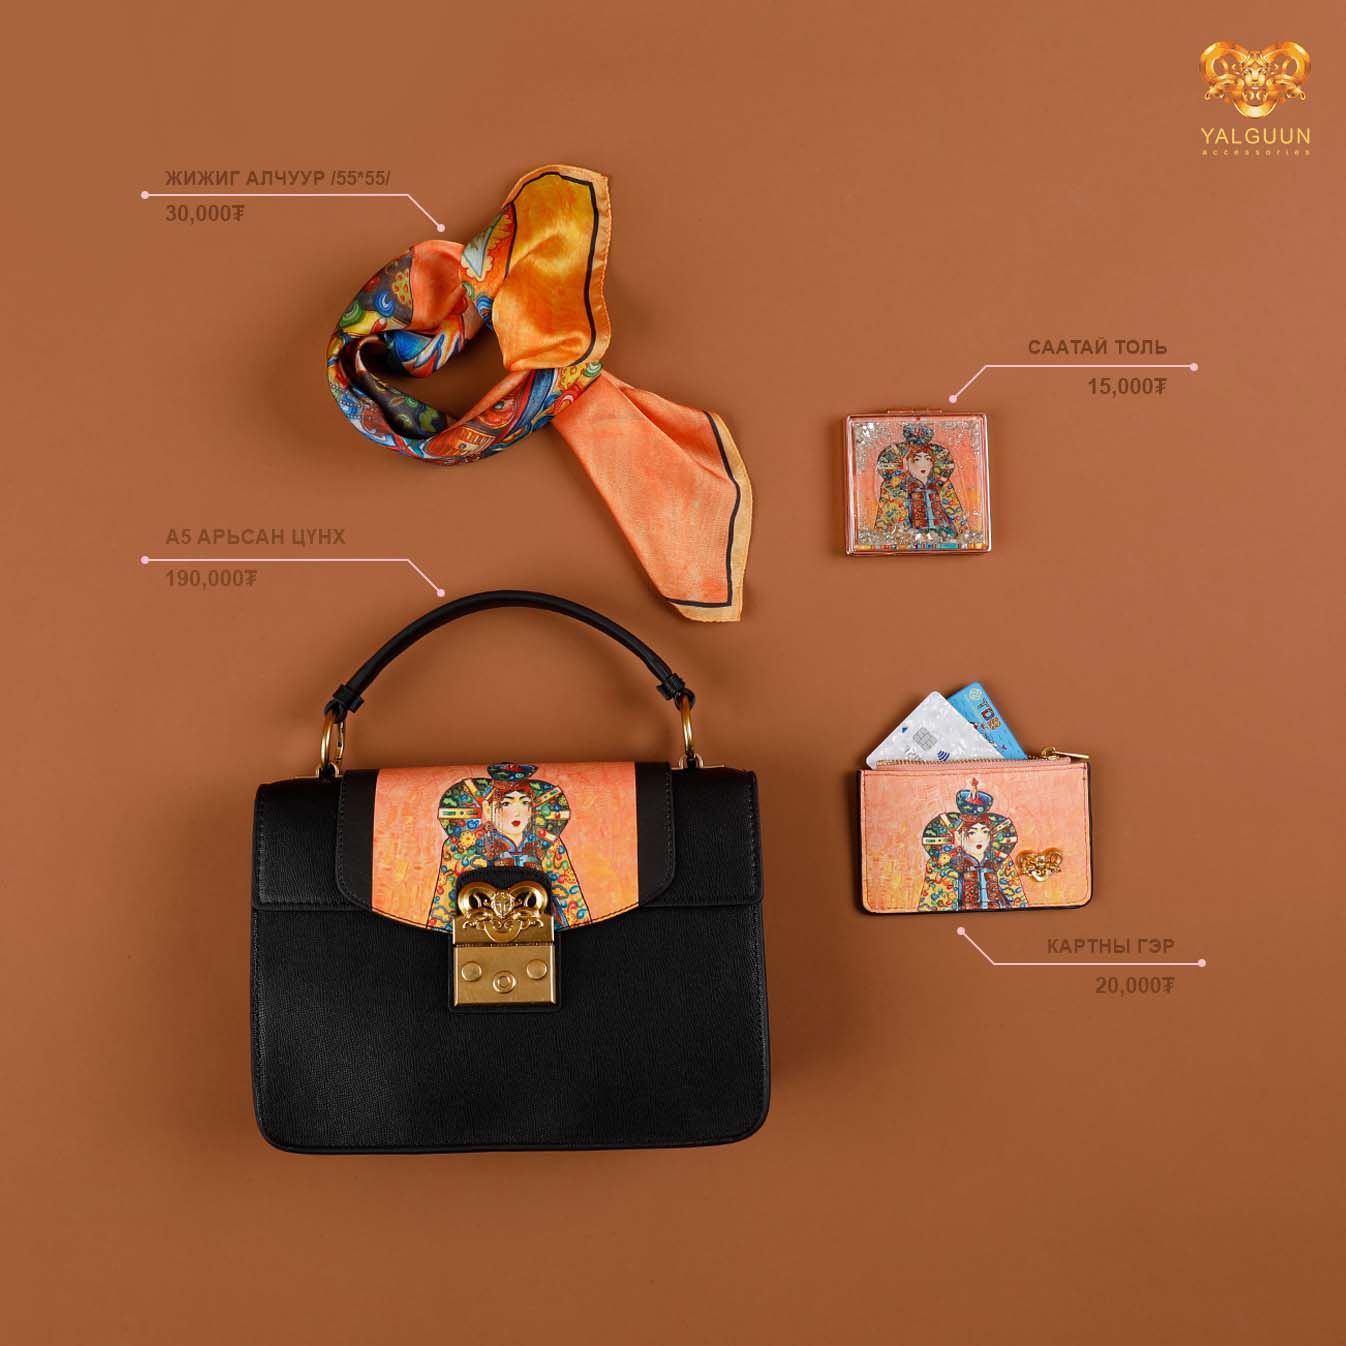 YALGUUN
accessories
ЖИЖИГ АЛЧУУР /55*55/
30,000₮
СААТАЙ ТОЛЬ
15,000₮
А5 АРЬСАН ЦҮНХ
190,000₮
TDB
КАРТНЫ ГЭР
20,000₮